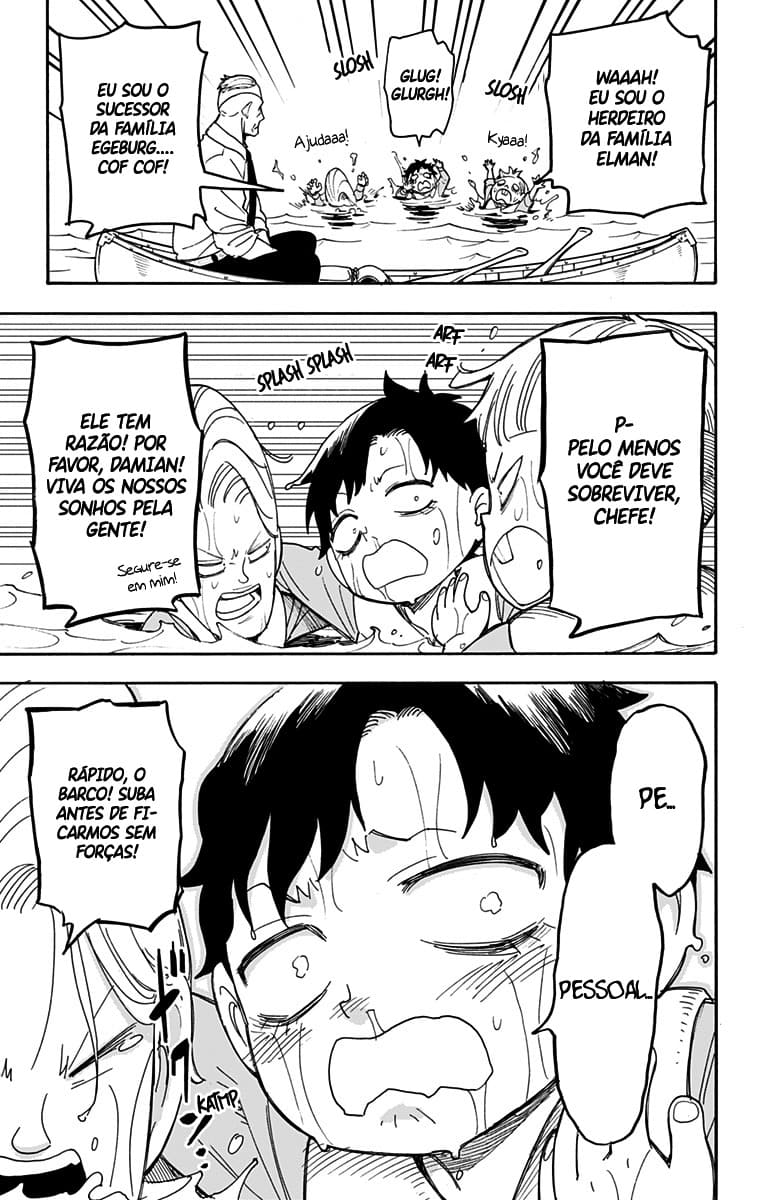 WAAAH!
EU SOU O
HERDEIRO
DA FAMÍLIA
ELMAN!
SLOSH
Kyaaa!
GLUG!
GLURGH!
SLOSH
Ajudaaa!
EU SOU O
SUCESSOR
DA FAMÍLIA
EGEBURG....
COF COF!
P-
PELO MENOS
VOCÊ DEVE
SOBREVIVER,
CHEFE!
ARF
ARF
SPLASH SPLASH
ELE TEM
RAZÃO! POR
FAVOR, DAMIAN!
VIVA OS NOSSOS
SONHOS PELA
GENTE!
Segure-se
em mim!
PE...
PESSOAL...
RÁPIDO, O
BARCO! SUBA
ANTES DE FI-
CARMOS SEM
FORÇAS!
KATMP